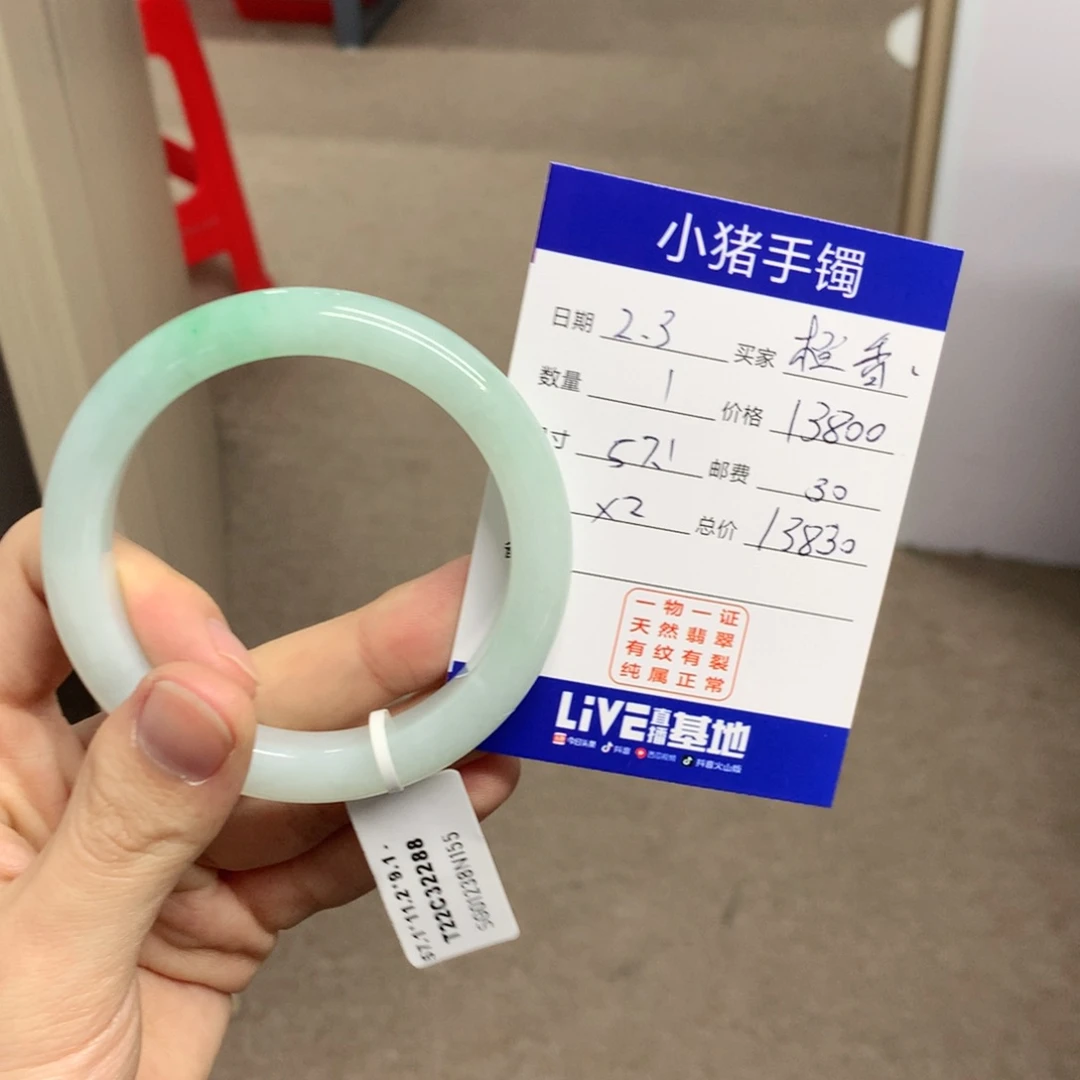 小猪手镯
日期 2.3 买家 橙香、
数量 1 价格 13800
寸 57.1 邮费 30
x2 总价 13830
一物一证
天然翡翠
有纹有裂
纯属正常
LiVE直播基地
今日头条 抖音 西瓜视频 抖音火山版
57.1*11.2*9.1-
T22C32288
SG01238N155